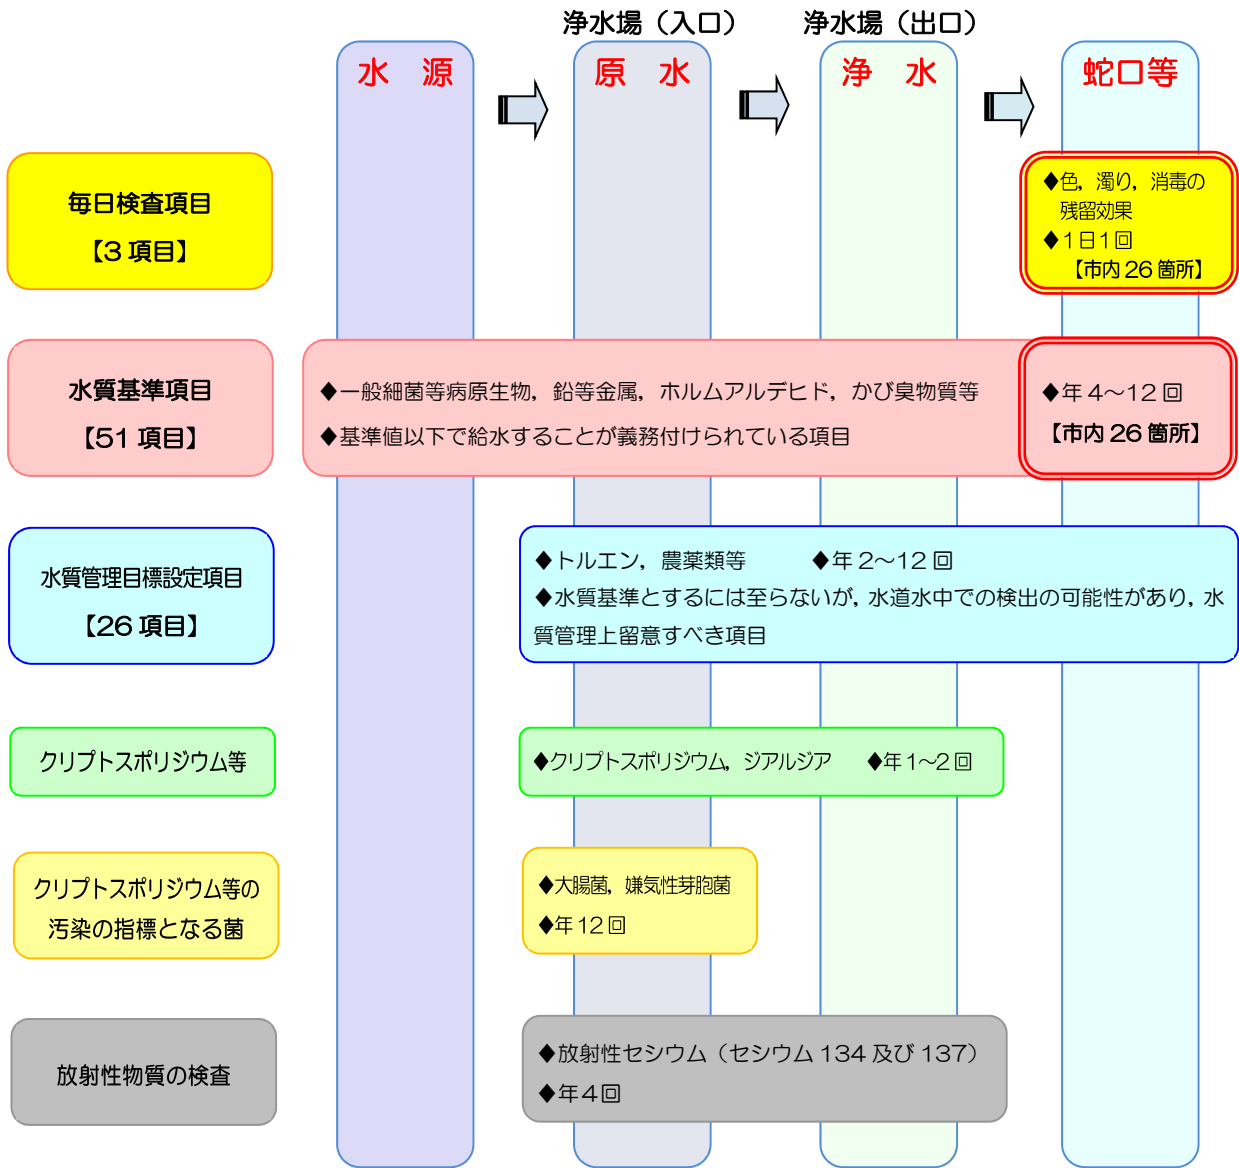 浄水場（入口）
浄水場（出口）
水　源
原　水
浄　水
蛇口等
毎日検査項目
【3 項目】
◆色，濁り，消毒の
残留効果
◆1日1回
【市内 26 箇所】
水質基準項目
【51 項目】
◆一般細菌等病原生物，鉛等金属，ホルムアルデヒド，かび臭物質等
◆基準値以下で給水することが義務付けられている項目
◆年 4～12 回
【市内 26 箇所】
水質管理目標設定項目
【26 項目】
◆トルエン，農薬類等　　　◆年 2～12 回
◆水質基準とするには至らないが，水道水中での検出の可能性があり，水
質管理上留意すべき項目
クリプトスポリジウム等
◆クリプトスポリジウム，ジアルジア　　◆年 1～2 回
クリプトスポリジウム等の
汚染の指標となる菌
◆大腸菌，嫌気性芽胞菌
◆年 12 回
放射性物質の検査
◆放射性セシウム（セシウム 134 及び 137）
◆年 4 回